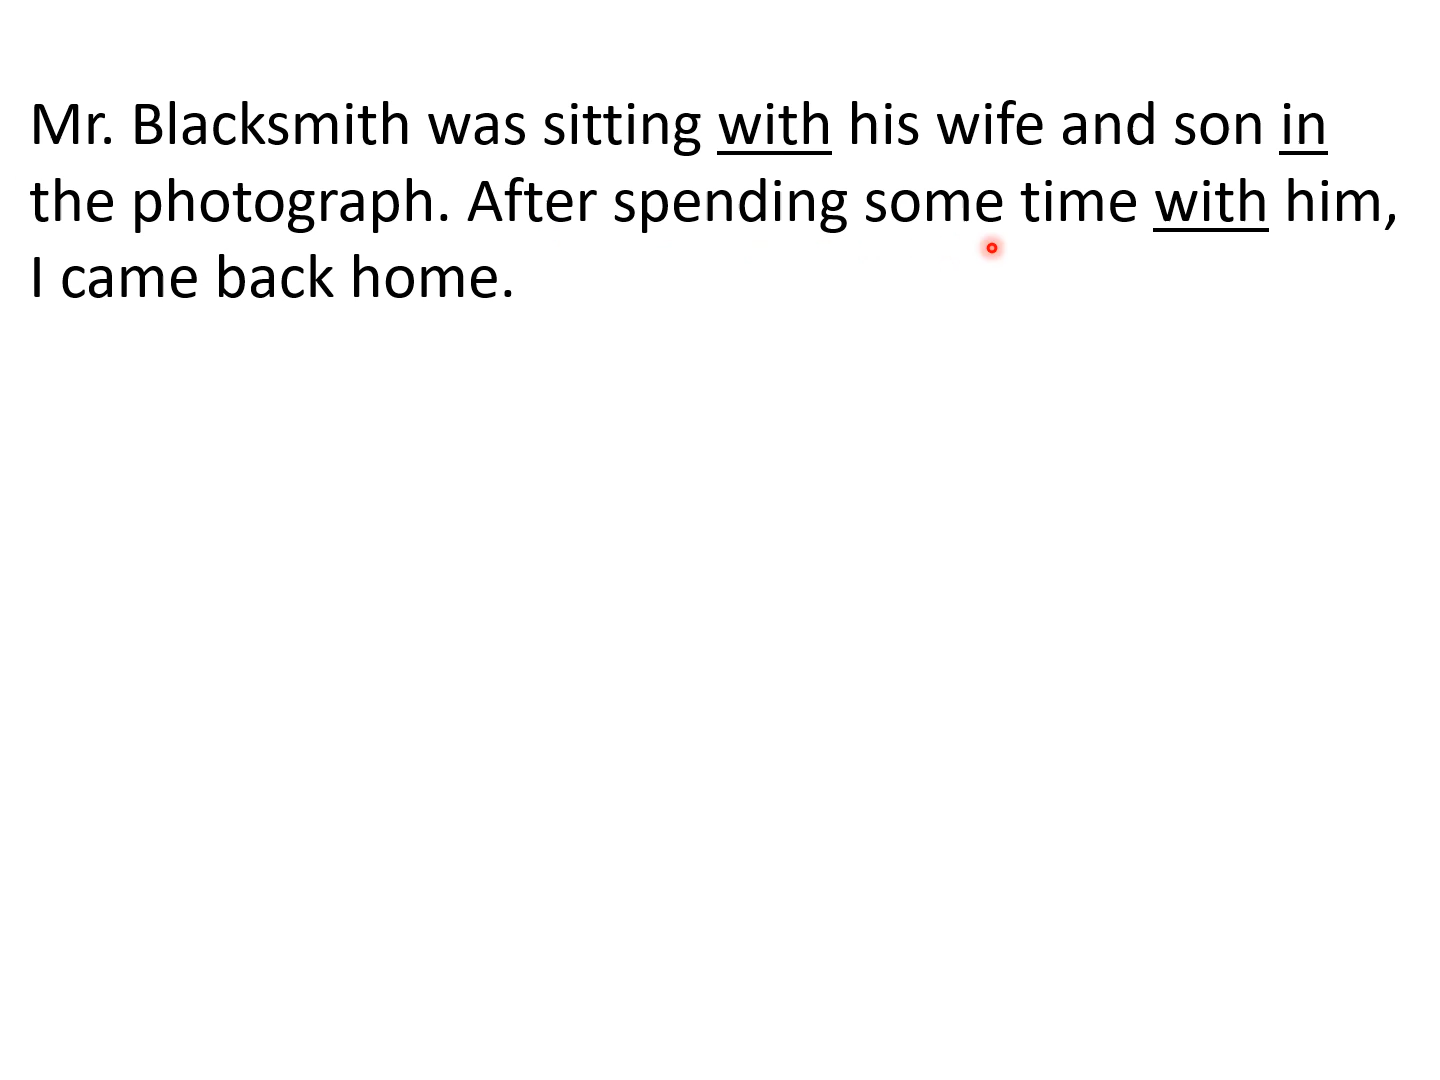 Mr. Blacksmith was sitting with his wife and son in
the photograph. After spending some time with him,
I came back home.